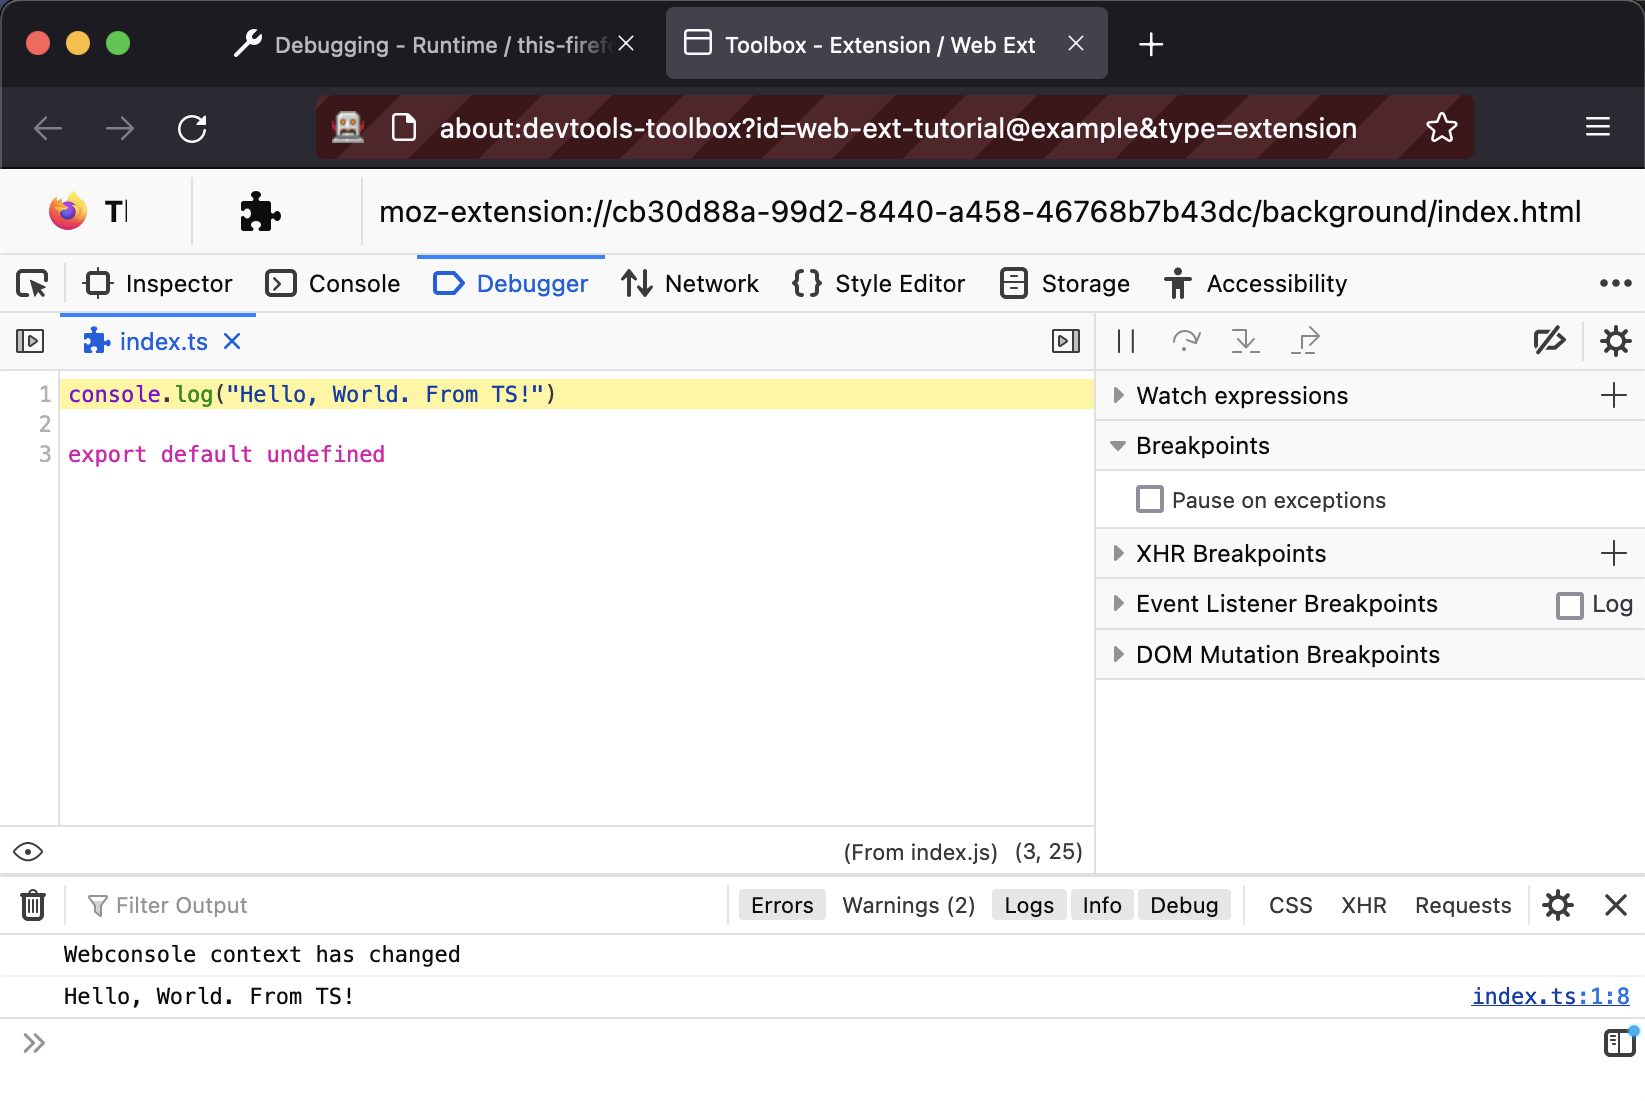 Debugging - Runtime / this-firef
Toolbox - Extension / Web Ext
about:devtools-toolbox?id=web-ext-tutorial@example&type=extension
moz-extension://cb30d88a-99d2-8440-a458-46768b7b43dc/background/index.html
Inspector Console Debugger Network Style Editor Storage Accessibility
index.ts
1 console.log("Hello, World. From TS!")
2
3 export default undefined
Watch expressions
Breakpoints
Pause on exceptions
XHR Breakpoints
Event Listener Breakpoints Log
DOM Mutation Breakpoints
(From index.js) (3, 25)
Filter Output Errors Warnings (2) Logs Info Debug CSS XHR Requests
Webconsole context has changed
Hello, World. From TS! index.ts:1:8